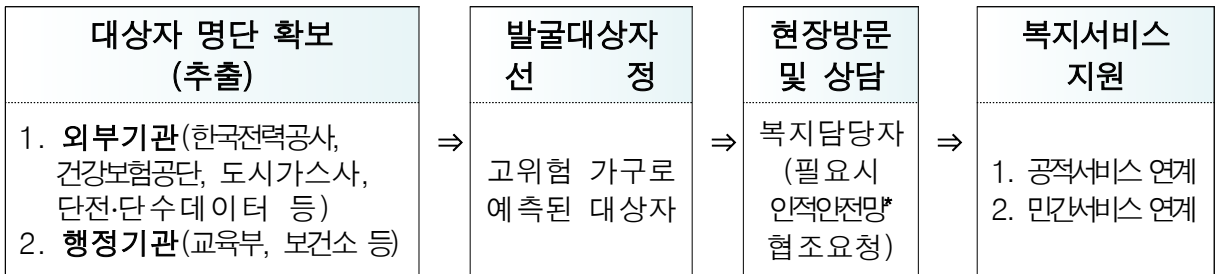 대상자 명단 확보
(추출)
1. 외부기관(한국전력공사,
건강보험공단, 도시가스사,
단전·단수데이터 등)
2. 행정기관(교육부, 보건소 등)
⇒
발굴대상자
선 정
고위험 가구로
예측된 대상자
⇒
현장방문
및 상담
복지담당자
(필요시
인적안전망*
협조요청)
⇒
복지서비스
지원
1. 공적서비스 연계
2. 민간서비스 연계